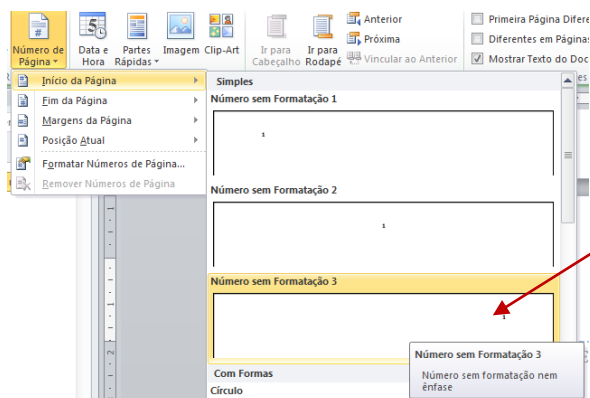 Número de Página
Data e Hora
Partes Rápidas
Imagem
Clip-Art
Ir para Cabeçalho
Ir para Rodapé
Anterior
Próxima
Vincular ao Anterior
Primeira Página Difere
Diferentes em Páginas
Mostrar Texto do Doc
Início da Página
Fim da Página
Margens da Página
Posição Atual
Formatar Números de Página...
Remover Números de Página
Simples
Número sem Formatação 1
1
Número sem Formatação 2
1
Número sem Formatação 3
1
Número sem Formatação 3
Número sem formatação nem
ênfase
Com Formas
Círculo